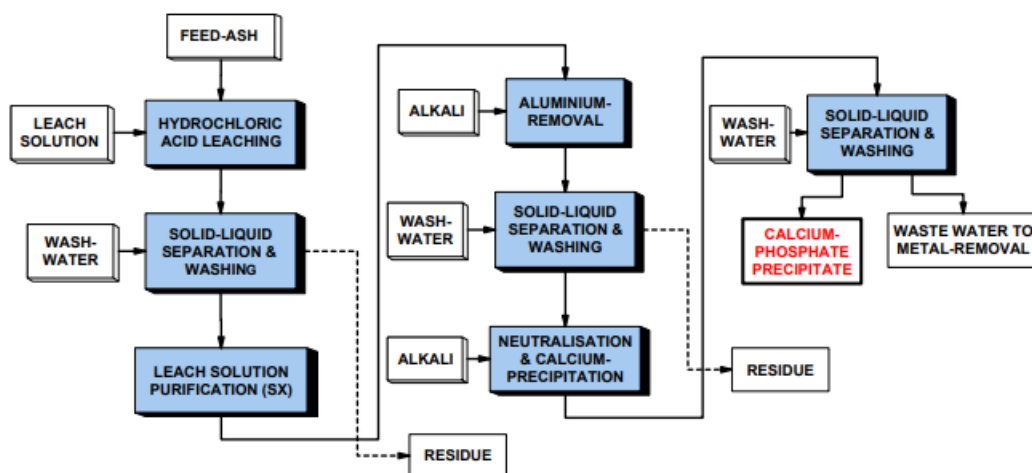 FEED-ASH
LEACH
SOLUTION
HYDROCHLORIC
ACID LEACHING
WASH-
WATER
SOLID-LIQUID
SEPARATION &
WASHING
LEACH SOLUTION
PURIFICATION (SX)
RESIDUE
ALKALI
ALUMINIUM-
REMOVAL
WASH-
WATER
SOLID-LIQUID
SEPARATION &
WASHING
ALKALI
NEUTRALISATION
& CALCIUM-
PRECIPITATION
RESIDUE
WASH-
WATER
SOLID-LIQUID
SEPARATION &
WASHING
CALCIUM-
PHOSPHATE
PRECIPITATE
WASTE WATER TO
METAL-REMOVAL